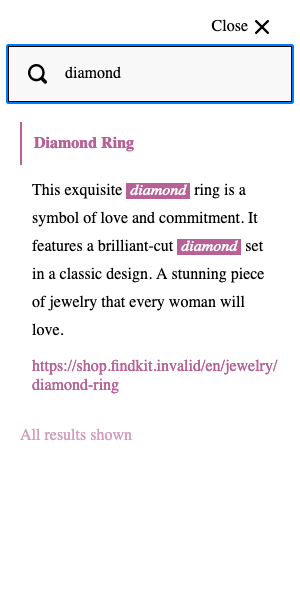 Close
diamond
Diamond Ring
This exquisite diamond ring is a
symbol of love and commitment. It
features a brilliant-cut diamond set
in a classic design. A stunning piece
of jewelry that every woman will
love.
https://shop.findkit.invalid/en/jewelry/
diamond-ring
All results shown